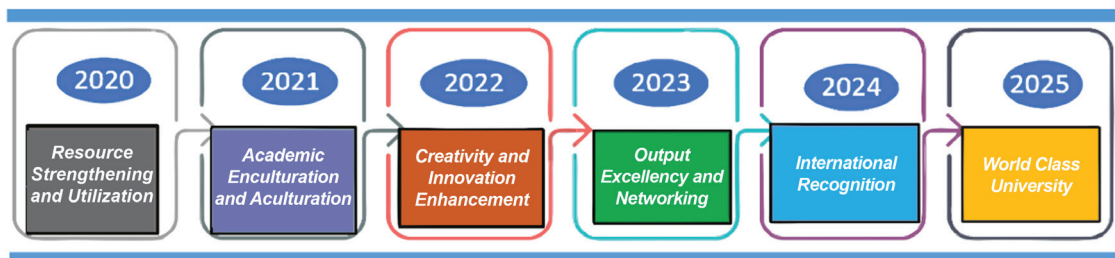 2020
Resource
Strengthening
and Utilization
2021
Academic
Enculturation
and Aculturation
2022
Creativity and
Innovation
Enhancement
2023
Output
Excellency and
Networking
2024
International
Recognition
2025
World Class
University